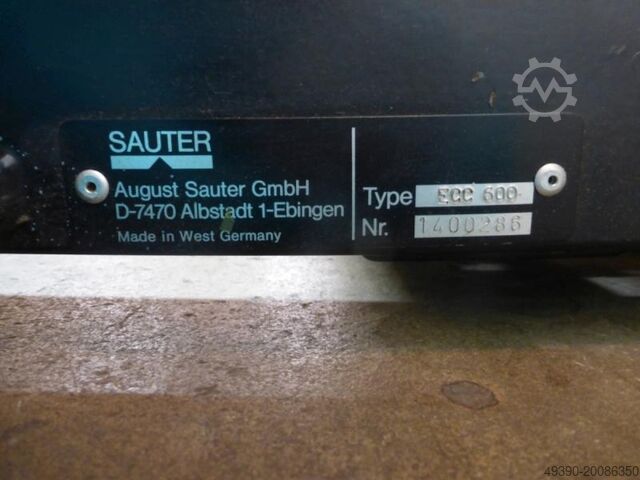 SAUTER
August Sauter GmbH
D-7470 Albstadt 1-Ebingen
Made in West Germany
Type EGC 600
Nr. 1400286
49390-20086350